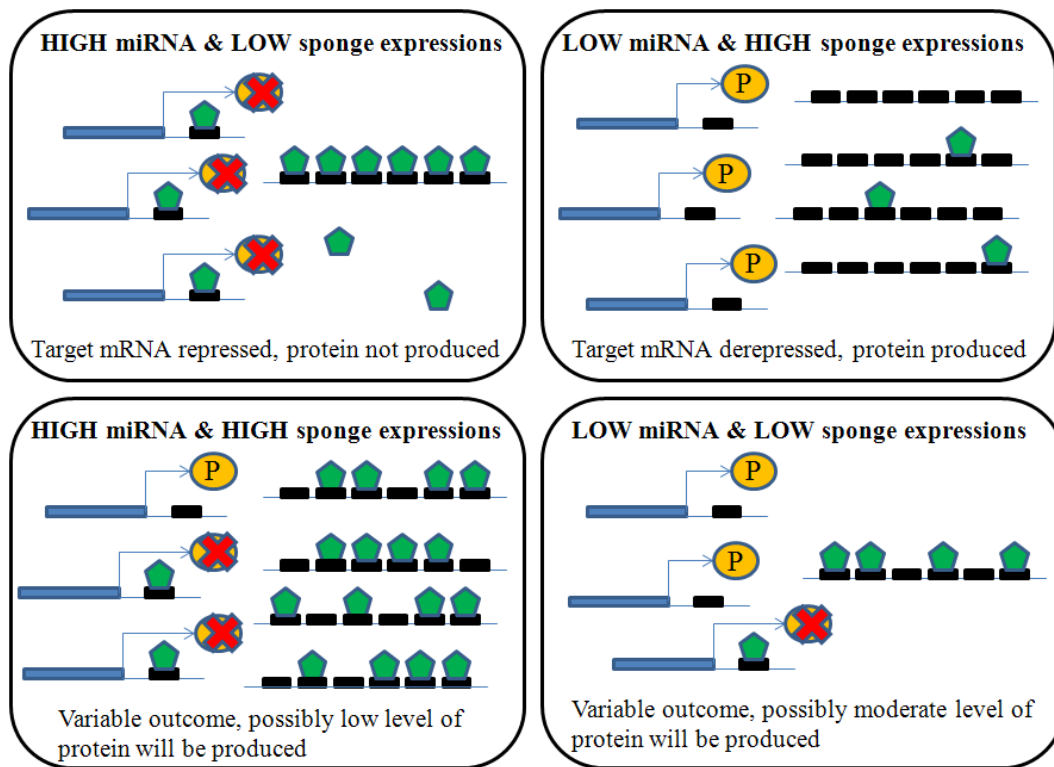 HIGH miRNA & LOW sponge expressions
Target mRNA repressed, protein not produced
LOW miRNA & HIGH sponge expressions
P
P
P
Target mRNA derepressed, protein produced
HIGH miRNA & HIGH sponge expressions
P
Variable outcome, possibly low level of
protein will be produced
LOW miRNA & LOW sponge expressions
P
P
Variable outcome, possibly moderate level of
protein will be produced